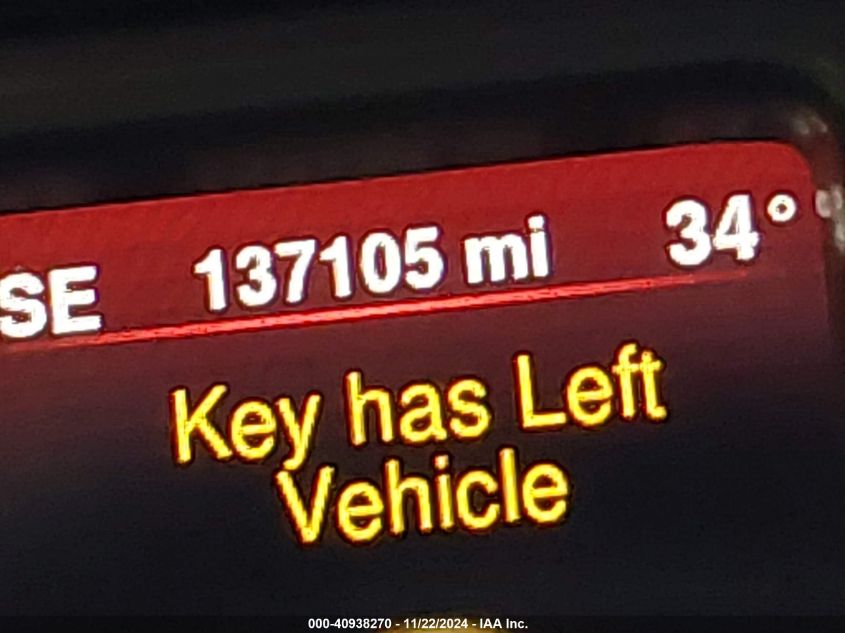 SE 137105 mi 34°
Key has Left
Vehicle
000-40938270 - 11/22/2024 - IAA Inc.